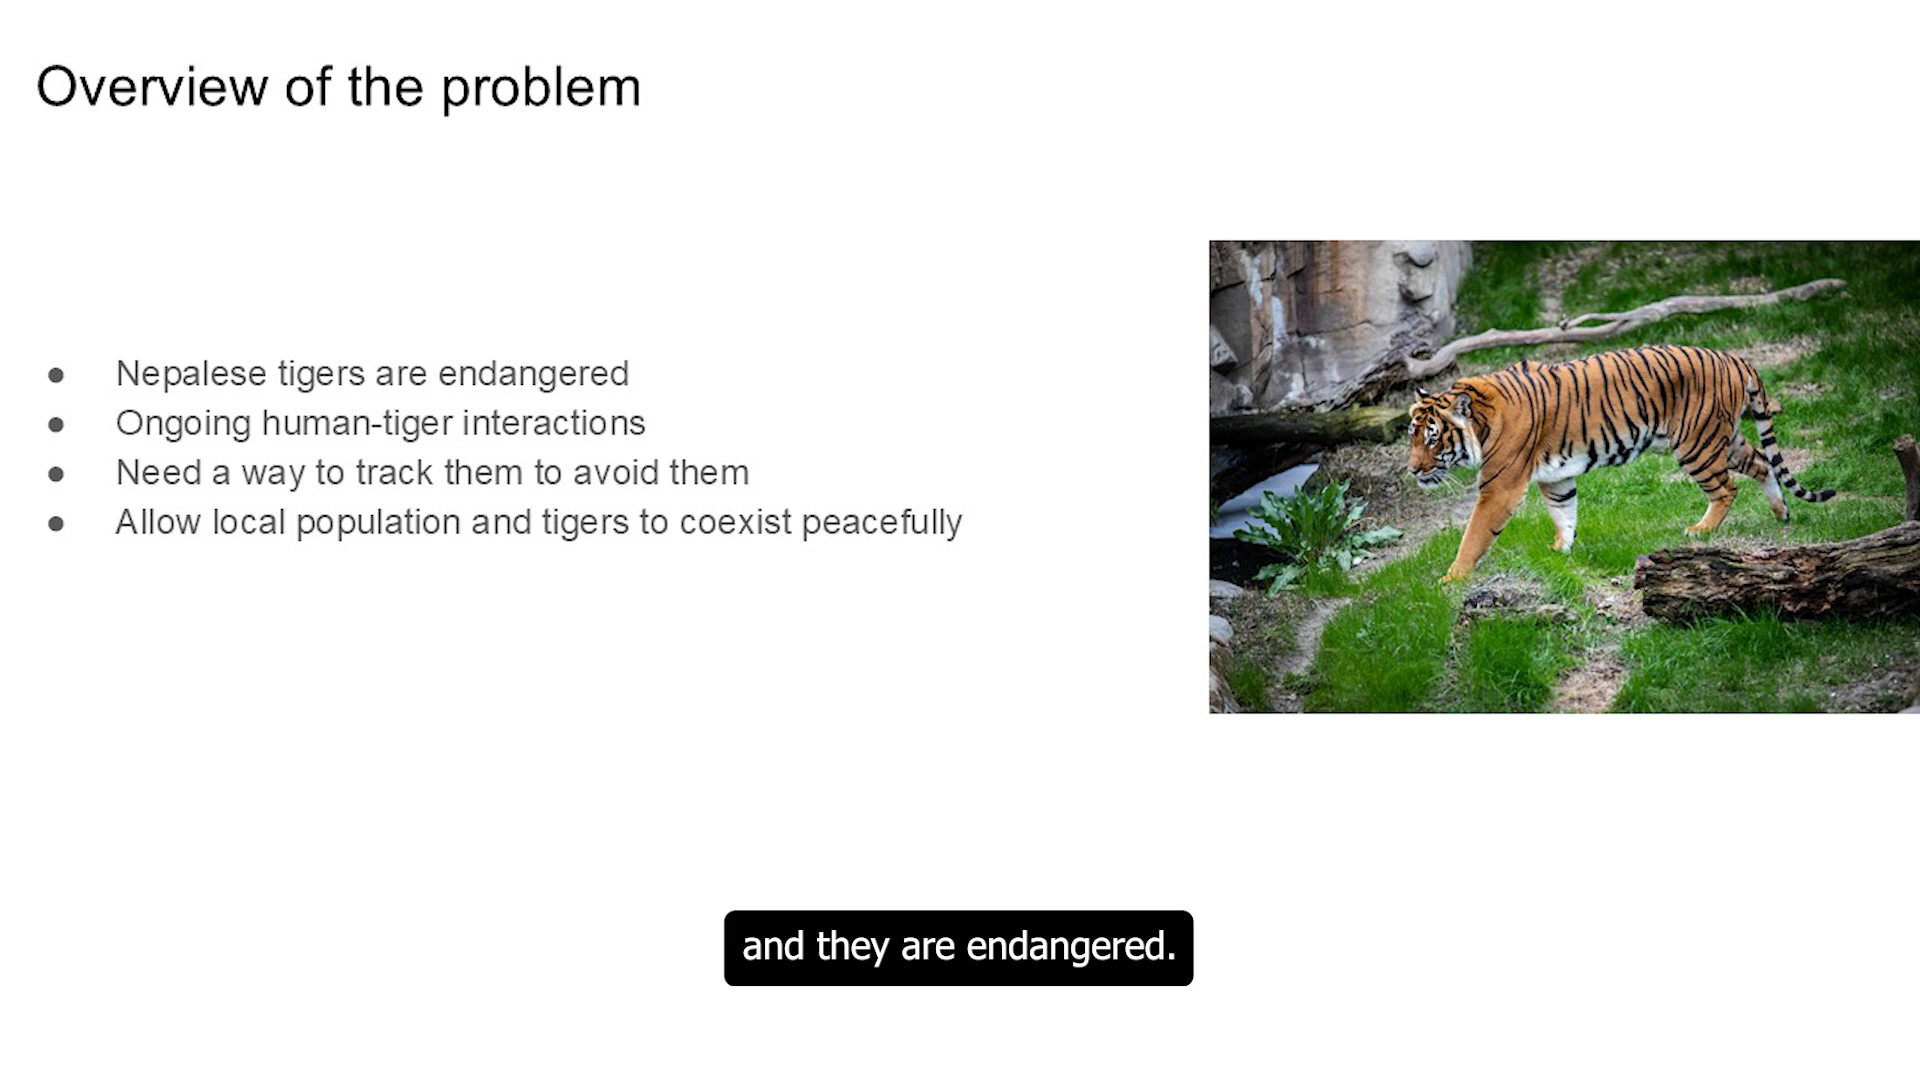 Overview of the problem
● Nepalese tigers are endangered
● Ongoing human-tiger interactions
● Need a way to track them to avoid them
● Allow local population and tigers to coexist peacefully
and they are endangered.